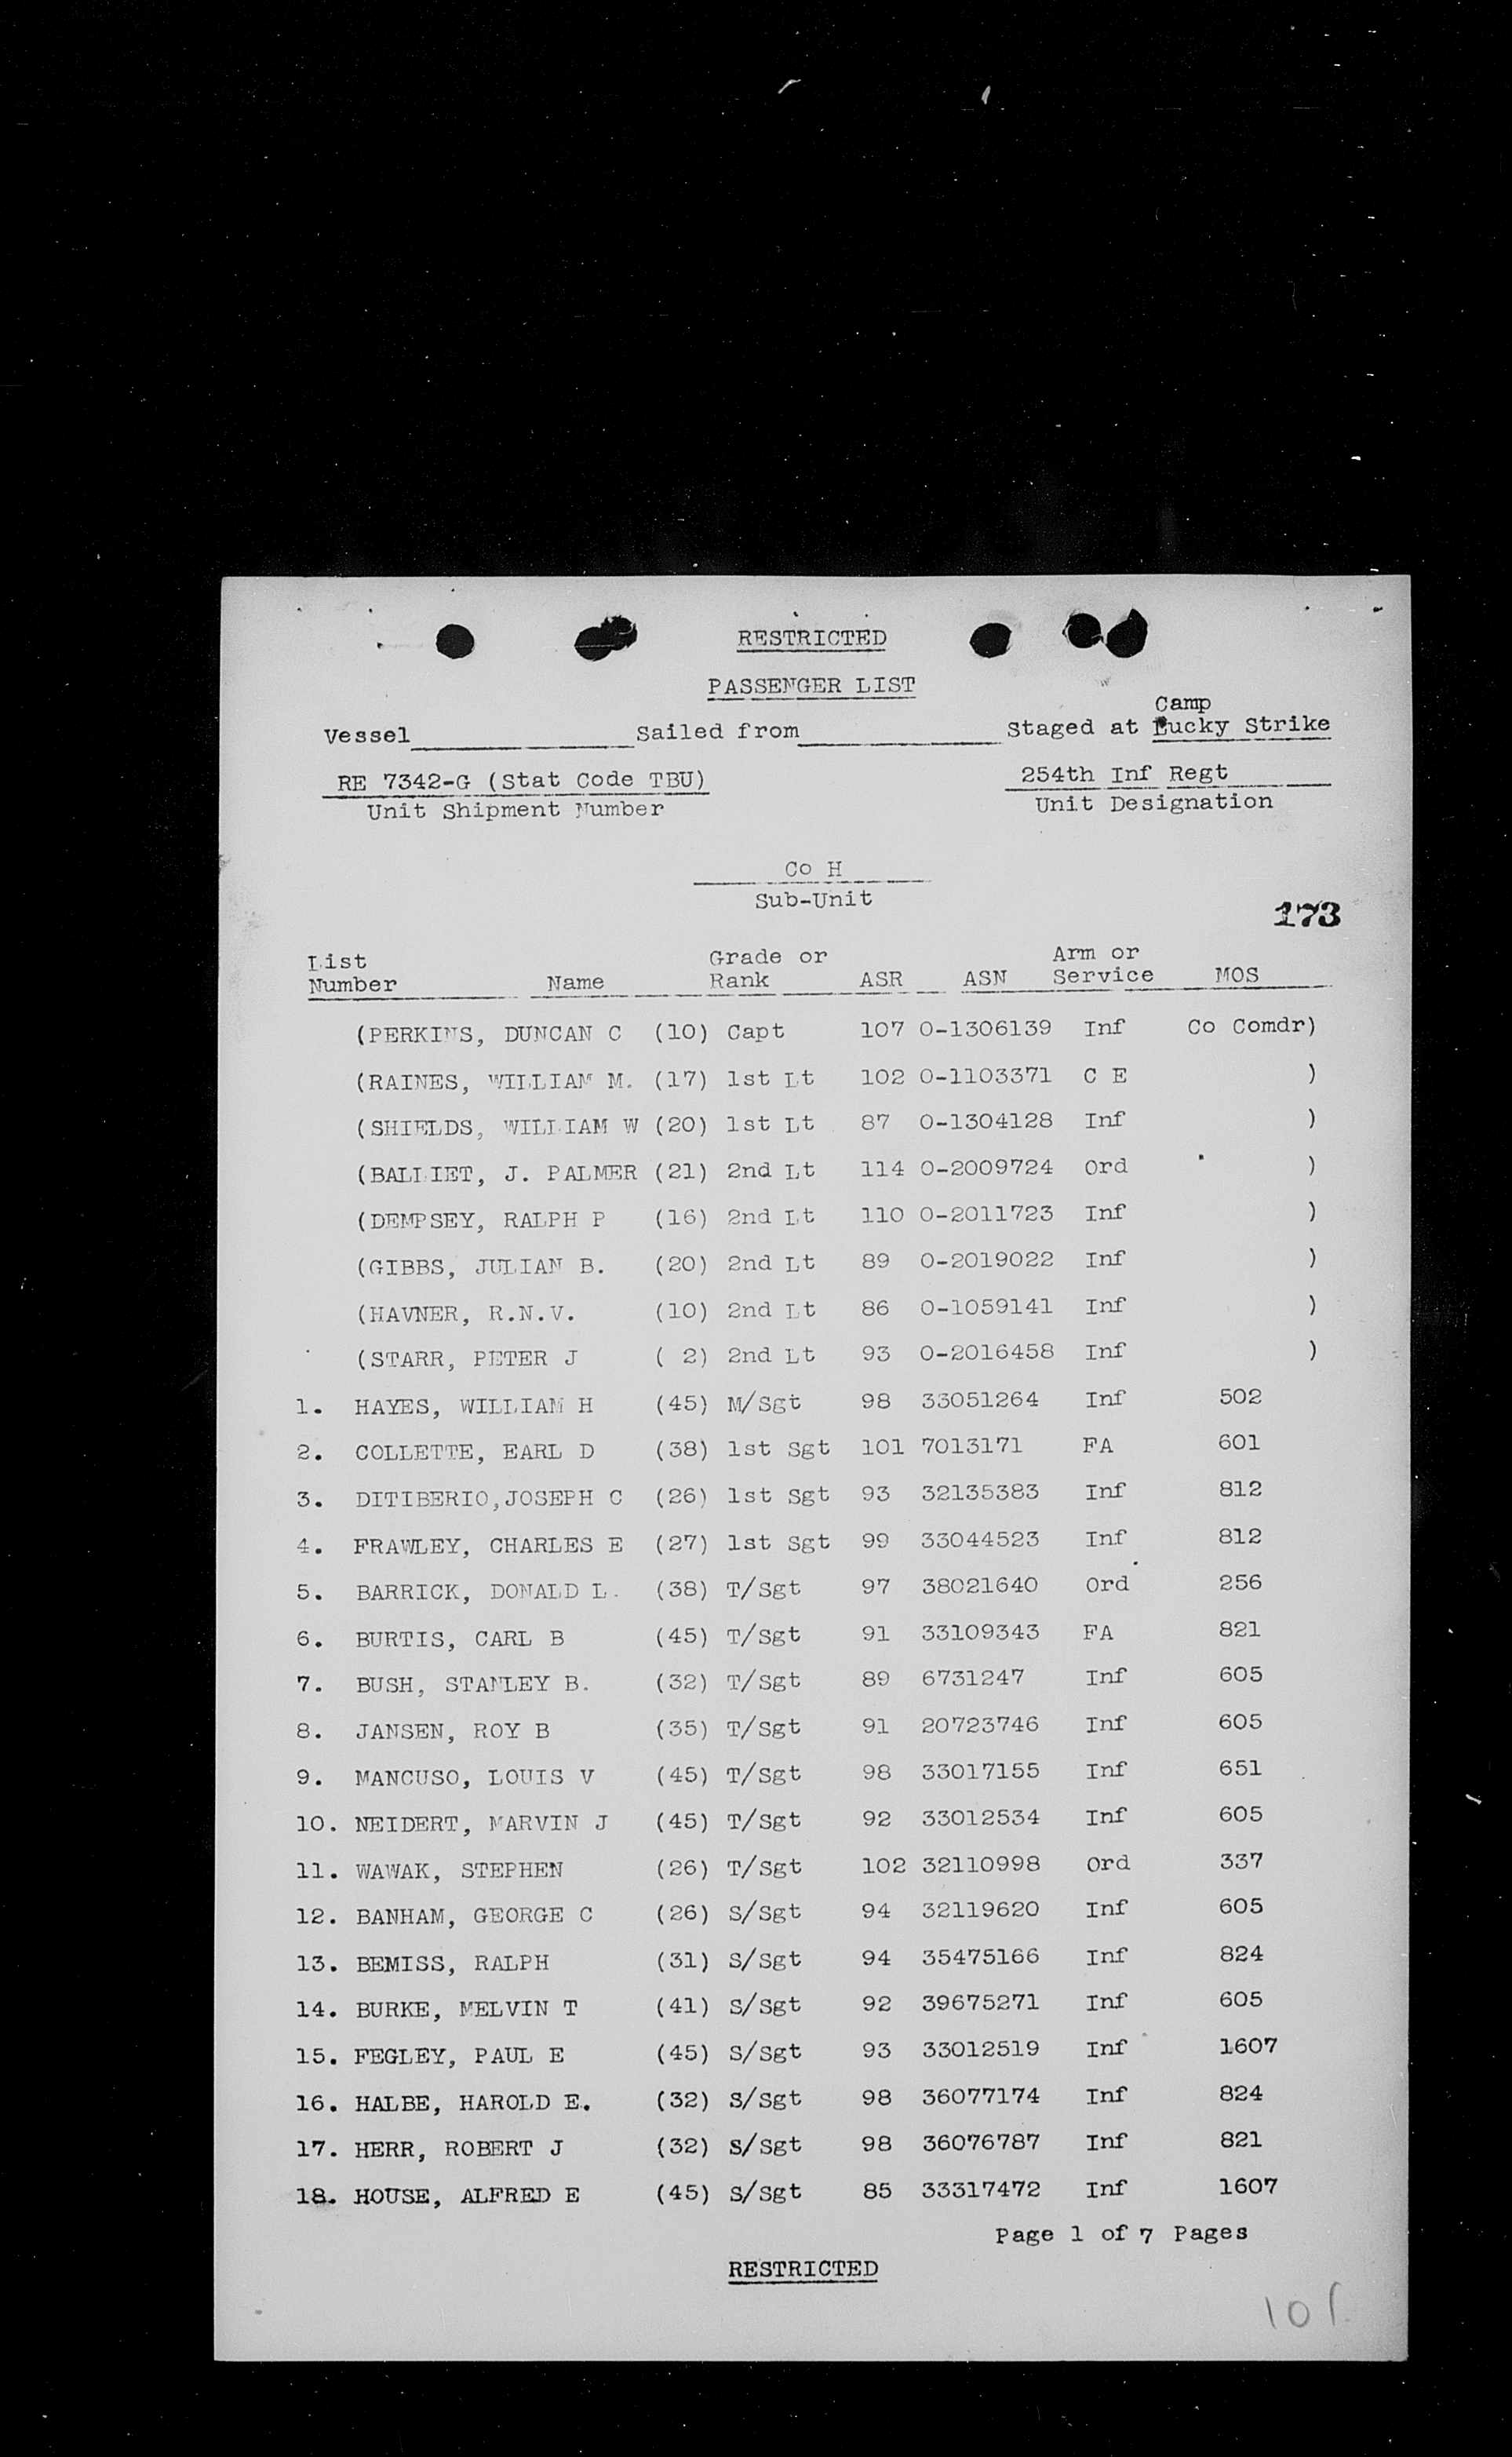 RESTRICTED
PASSENGER LIST
Camp
Vessel Sailed from Staged at Lucky Strike
RE 7342-G (Stat Code TBU) 254th Inf Regt
Unit Shipment Number Unit Designation
Co H
Sub-Unit
173
List Grade or Arm or
Number Name Rank ASR ASN Service MOS
(PERKINS, DUNCAN C (10) Capt 107 O-1306139 Inf Co Comdr)
(RAINES, WILLIAM M. (17) 1st Lt 102 O-1103371 C E )
(SHIELDS, WILLIAM W (20) 1st Lt 87 O-1304128 Inf )
(BALLIET, J. PALMER (21) 2nd Lt 114 O-2009724 Ord )
(DEMPSEY, RALPH P (16) 2nd Lt 110 O-2011723 Inf )
(GIBBS, JULIAN B. (20) 2nd Lt 89 O-2019022 Inf )
(HAVNER, R.N.V. (10) 2nd Lt 86 O-1059141 Inf )
(STARR, PETER J ( 2) 2nd Lt 93 O-2016458 Inf )
1. HAYES, WILLIAM H (45) M/Sgt 98 33051264 Inf 502
2. COLLETTE, EARL D (38) 1st Sgt 101 7013171 FA 601
3. DITIBERIO,JOSEPH C (26) 1st Sgt 93 32135383 Inf 812
4. FRAWLEY, CHARLES E (27) 1st Sgt 99 33044523 Inf 812
5. BARRICK, DONALD L. (38) T/Sgt 97 38021640 Ord 256
6. BURTIS, CARL B (45) T/Sgt 91 33109343 FA 821
7. BUSH, STANLEY B. (32) T/Sgt 89 6731247 Inf 605
8. JANSEN, ROY B (35) T/Sgt 91 20723746 Inf 605
9. MANCUSO, LOUIS V (45) T/Sgt 98 33017155 Inf 651
10. NEIDERT, MARVIN J (45) T/Sgt 92 33012534 Inf 605
11. WAWAK, STEPHEN (26) T/Sgt 102 32110998 Ord 337
12. BANHAM, GEORGE C (26) S/Sgt 94 32119620 Inf 605
13. BEMISS, RALPH (31) S/Sgt 94 35475166 Inf 824
14. BURKE, MELVIN T (41) S/Sgt 92 39675271 Inf 605
15. FEGLEY, PAUL E (45) S/Sgt 93 33012519 Inf 1607
16. HALBE, HAROLD E. (32) S/Sgt 98 36077174 Inf 824
17. HERR, ROBERT J (32) S/Sgt 98 36076787 Inf 821
18. HOUSE, ALFRED E (45) S/Sgt 85 33317472 Inf 1607
Page 1 of 7 Pages
RESTRICTED
101